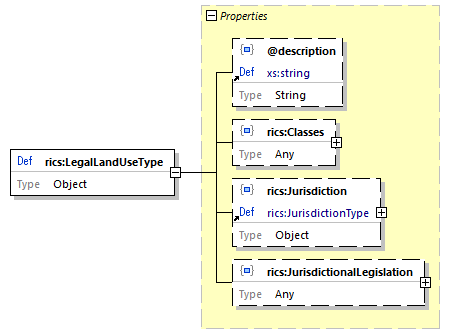 Properties
@description
Def xs:string
Type String
rics:Classes
Type Any
Def rics:LegalLandUseType
Type Object
rics:Jurisdiction
Def rics:JurisdictionType
Type Object
rics:JurisdictionalLegislation
Type Any